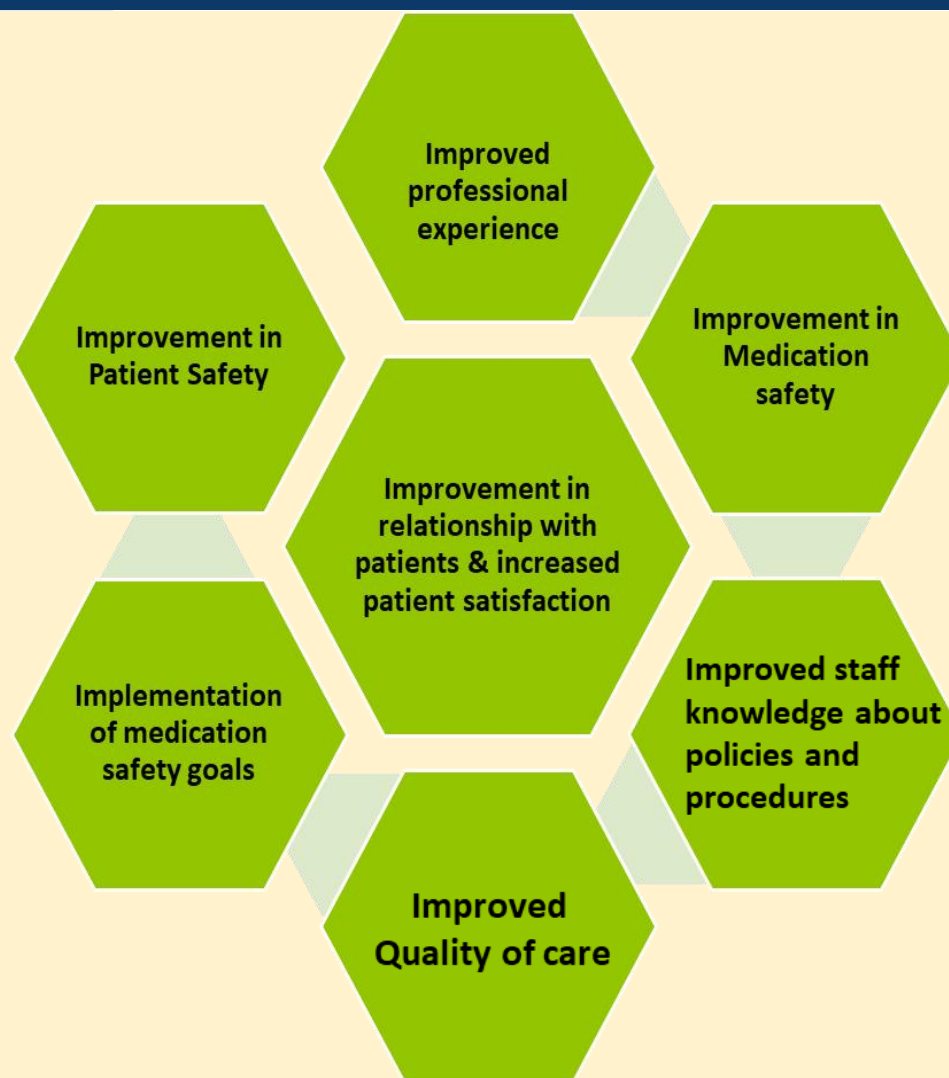 Improved
professional
experience
Improvement in
Patient Safety
Improvement in
Medication
safety
Improvement in
relationship with
patients & increased
patient satisfaction
Implementation
of medication
safety goals
Improved staff
knowledge about
policies and
procedures
Improved
Quality of care